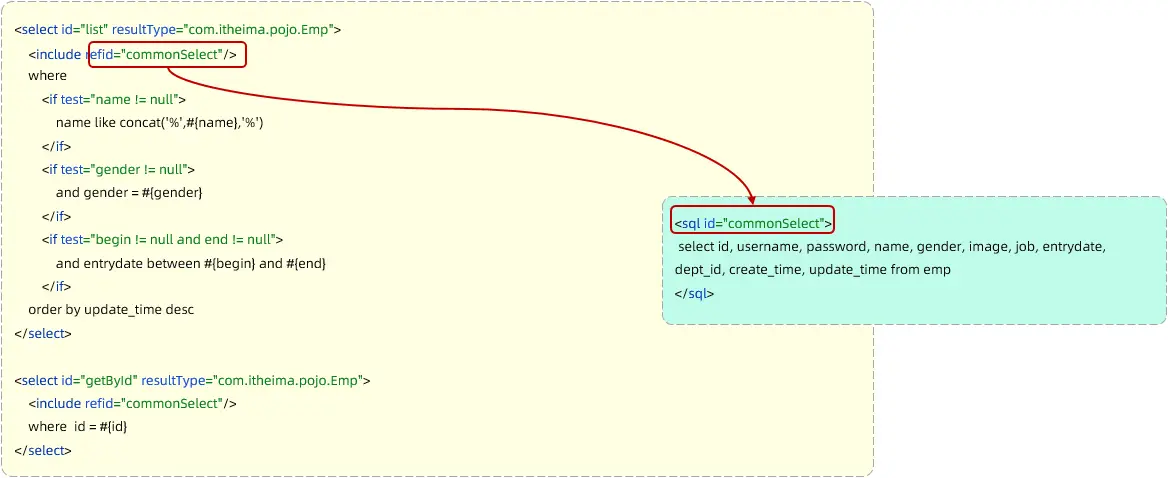 <select id="list" resultType="com.itheima.pojo.Emp">
<include refid="commonSelect"/>
where
<if test="name != null">
name like concat('%',#{name},'%')
</if>
<if test="gender != null">
and gender = #{gender}
</if>
<if test="begin != null and end != null">
and entrydate between #{begin} and #{end}
</if>
order by update_time desc
</select>
<select id="getById" resultType="com.itheima.pojo.Emp">
<include refid="commonSelect"/>
where  id = #{id}
</select>
<sql id="commonSelect">
select id, username, password, name, gender, image, job, entrydate,
dept_id, create_time, update_time from emp
</sql>